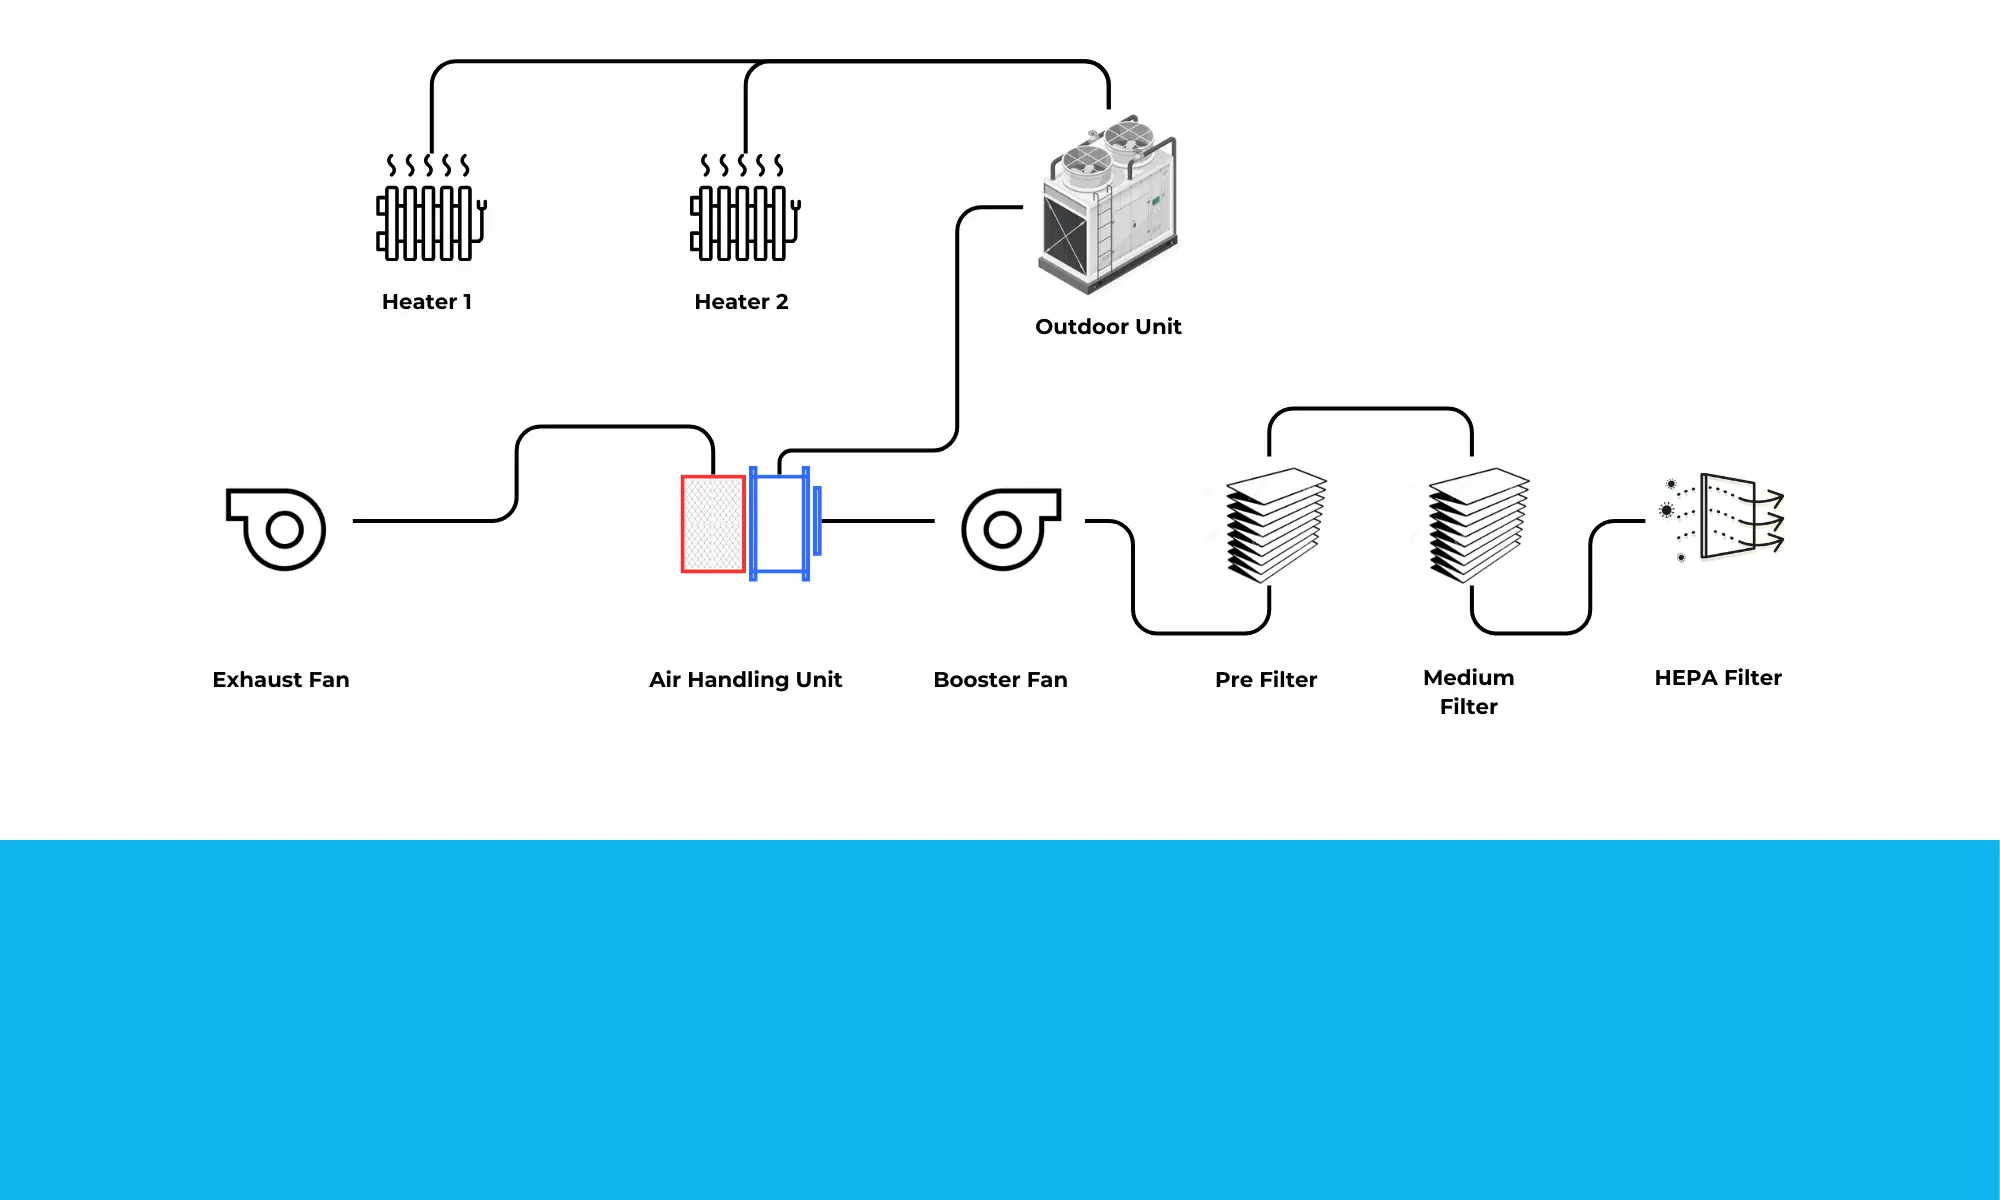 Heater 1
Heater 2
Outdoor Unit
Exhaust Fan
Air Handling Unit
Booster Fan
Pre Filter
Medium
Filter
HEPA Filter